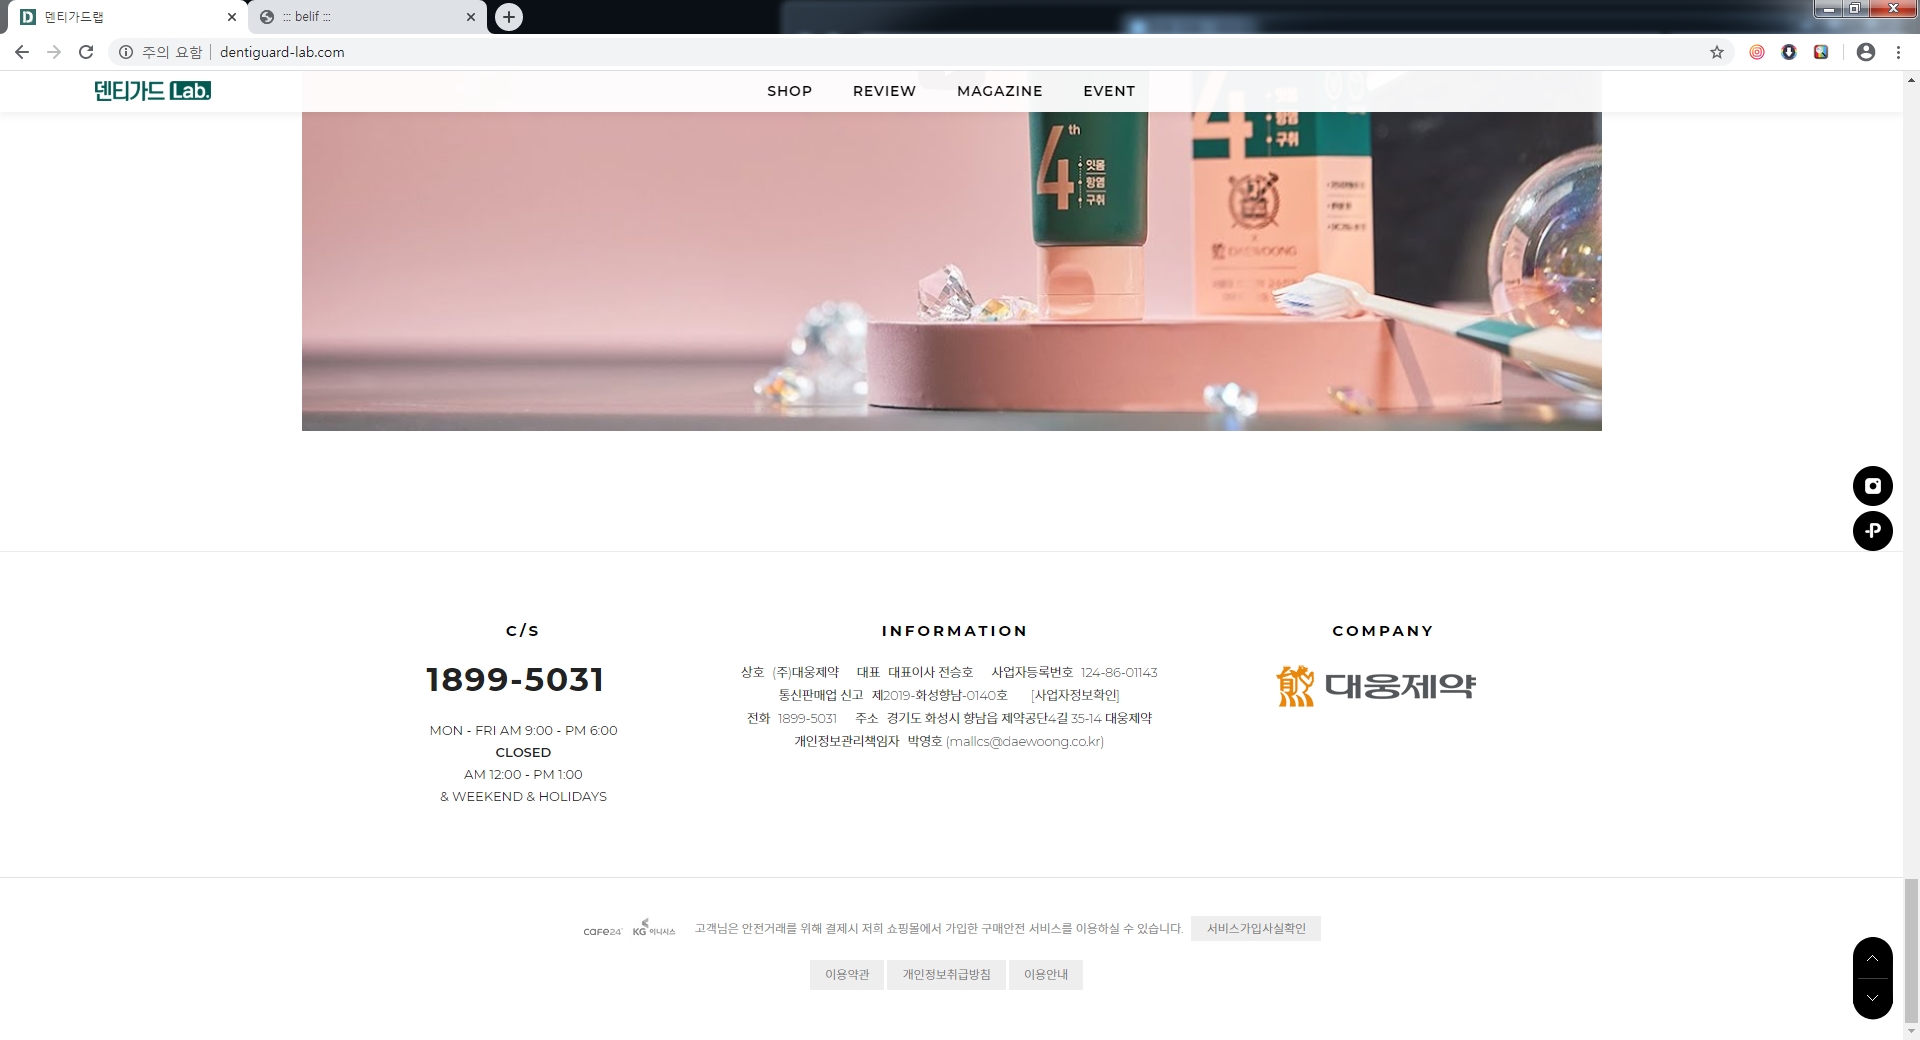 덴티가드랩
::: belif :::
주의 요함 | dentiguard-lab.com
덴티가드 Lab.
SHOP REVIEW MAGAZINE EVENT
4th 잇몸 항염 구취
4 항염 구취
DAEWOONG
C/S
1899-5031
MON - FRI AM 9:00 - PM 6:00
CLOSED
AM 12:00 - PM 1:00
& WEEKEND & HOLIDAYS
INFORMATION
상호 (주)대웅제약 대표 대표이사 전승호 사업자등록번호 124-86-01143
통신판매업 신고 제2019-화성향남-0140호 [사업자정보확인]
전화 1899-5031 주소 경기도 화성시 향남읍 제약공단4길 35-14 대웅제약
개인정보관리책임자 박영호 (mallcs@daewoong.co.kr)
COMPANY
대웅제약
cafe24 KG 이니시스 고객님은 안전거래를 위해 결제시 저희 쇼핑몰에서 가입한 구매안전 서비스를 이용하실 수 있습니다. 서비스가입사실확인
이용약관 개인정보취급방침 이용안내